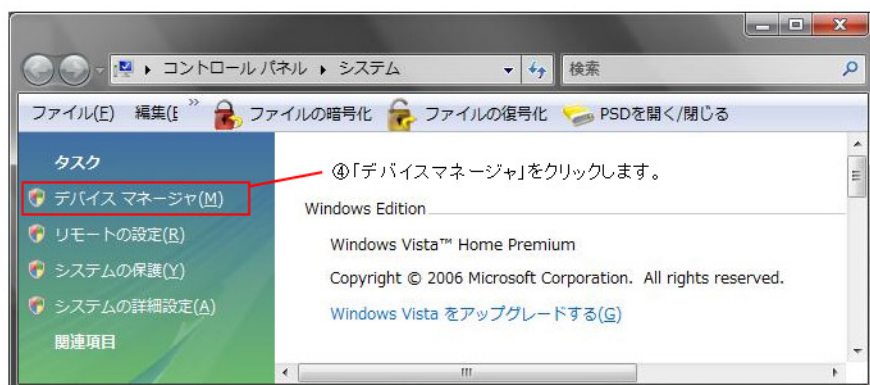 コントロール パネル ▸ システム
検索
ファイル(F) 編集(E » ファイルの暗号化 ファイルの復号化 PSDを開く/閉じる
タスク
④「デバイスマネージャ」をクリックします。
デバイス マネージャ(M)
Windows Edition
リモートの設定(R)
Windows Vista™ Home Premium
システムの保護(Y)
Copyright © 2006 Microsoft Corporation. All rights reserved.
システムの詳細設定(A)
Windows Vista をアップグレードする(G)
関連項目